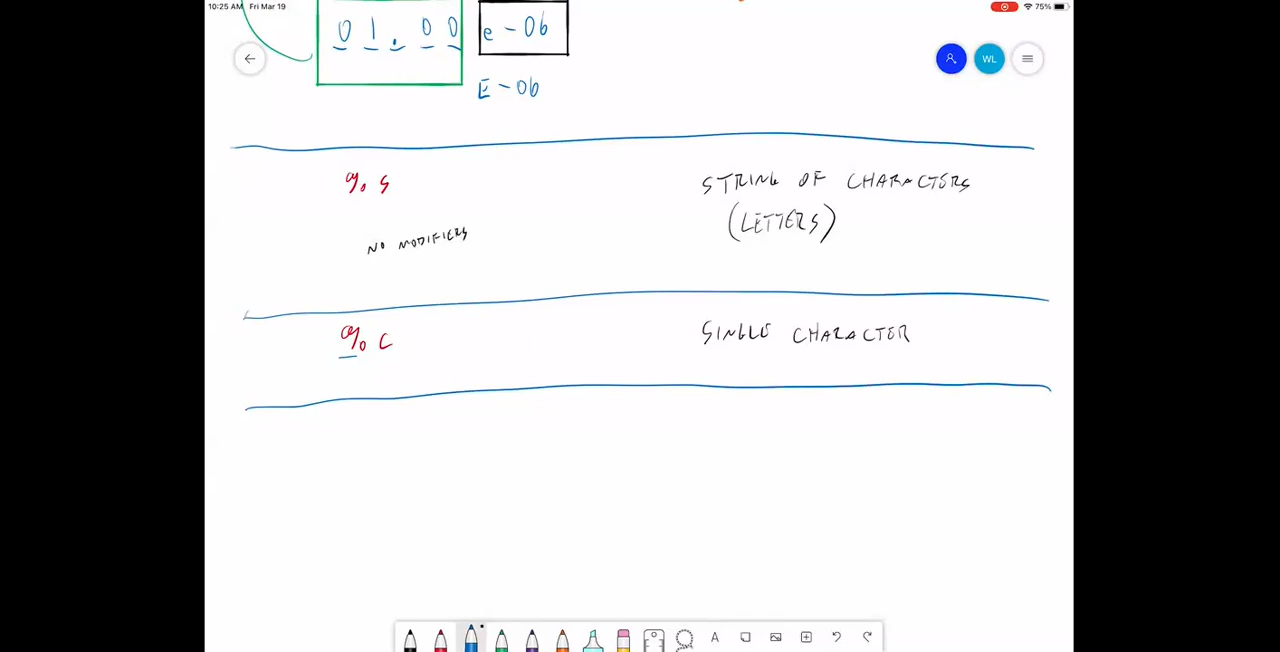 10:25 AM Fri Mar 19 75%
01.00 e-06
E-06
WL
%s STRING OF CHARACTERS
(LETTERS)
NO MODIFIERS
%c SINGLE CHARACTER
A